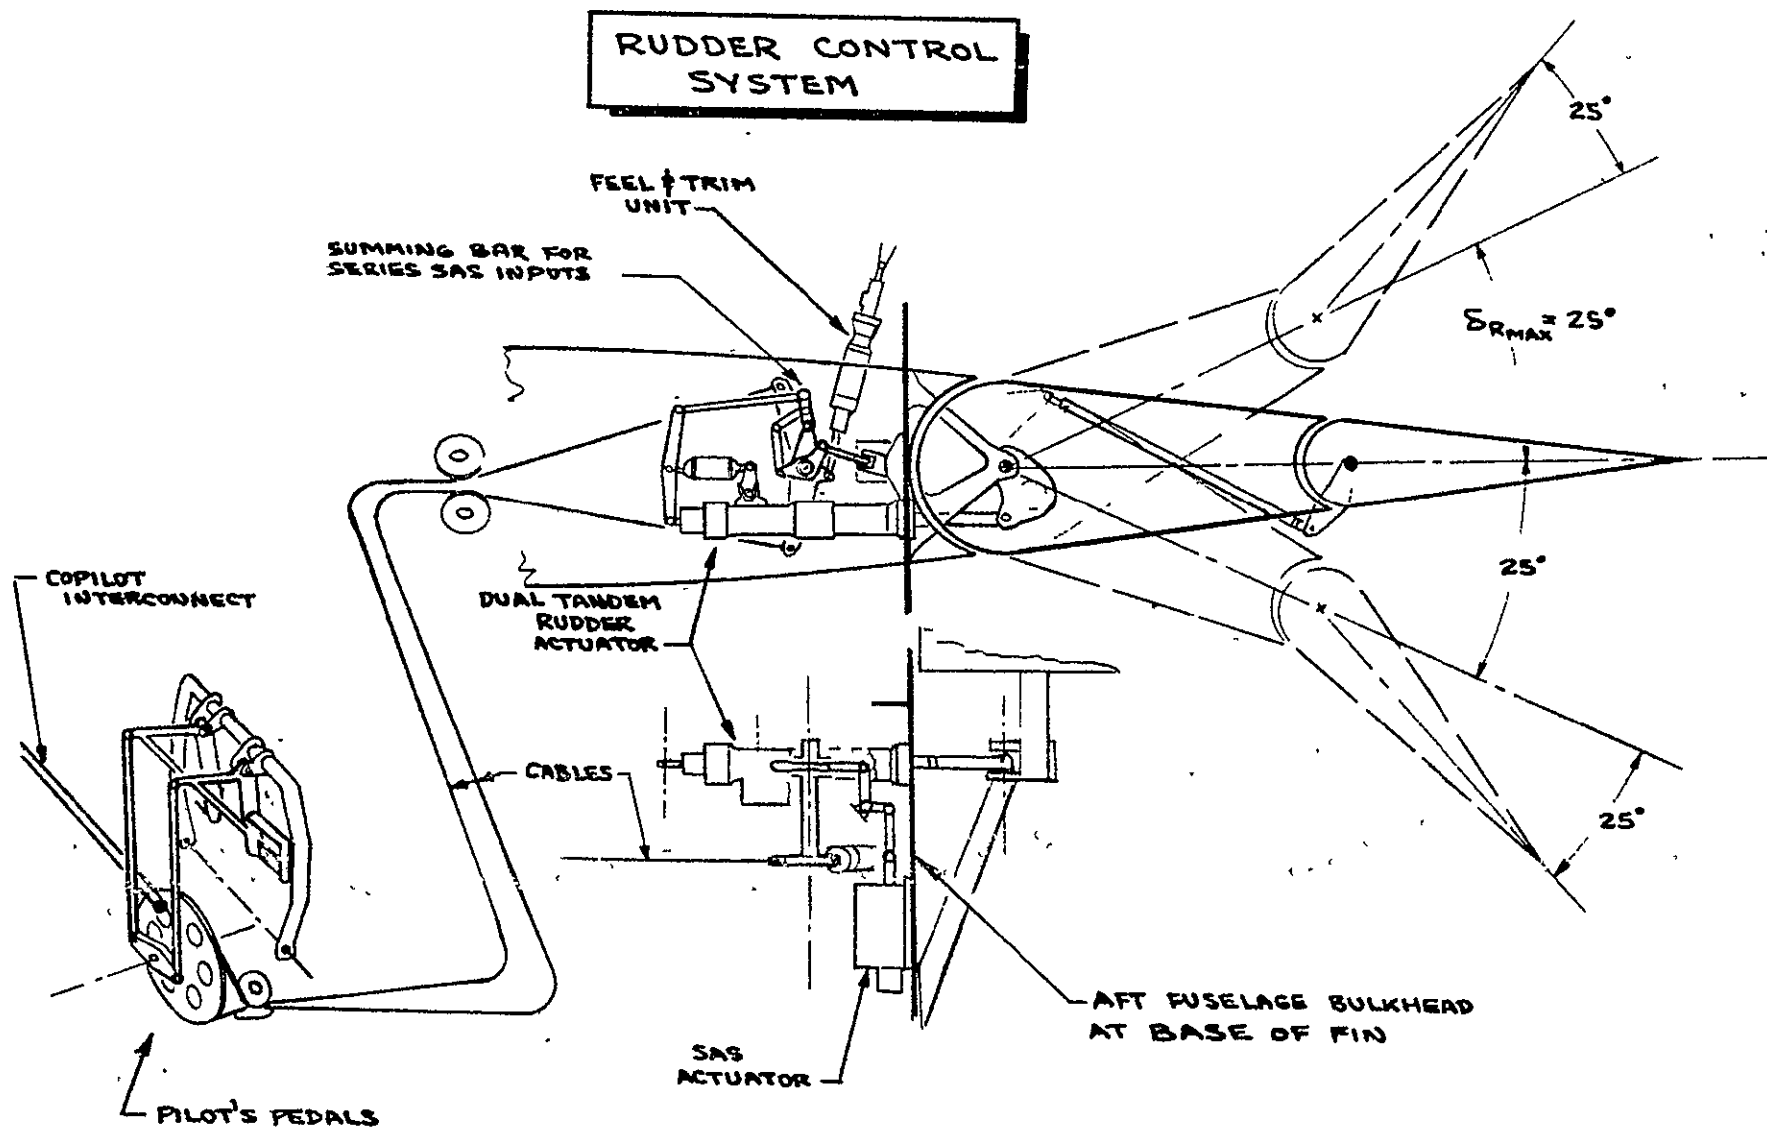 RUDDER CONTROL
SYSTEM
25°
FEEL & TRIM
UNIT
SUMMING BAR FOR
SERIES SAS INPUTS
δRMAX = 25°
25°
COPILOT
INTERCONNECT
DUAL TANDEM
RUDDER
ACTUATOR
CABLES
25°
AFT FUSELAGE BULKHEAD
AT BASE OF FIN
SAS
ACTUATOR
PILOT'S PEDALS